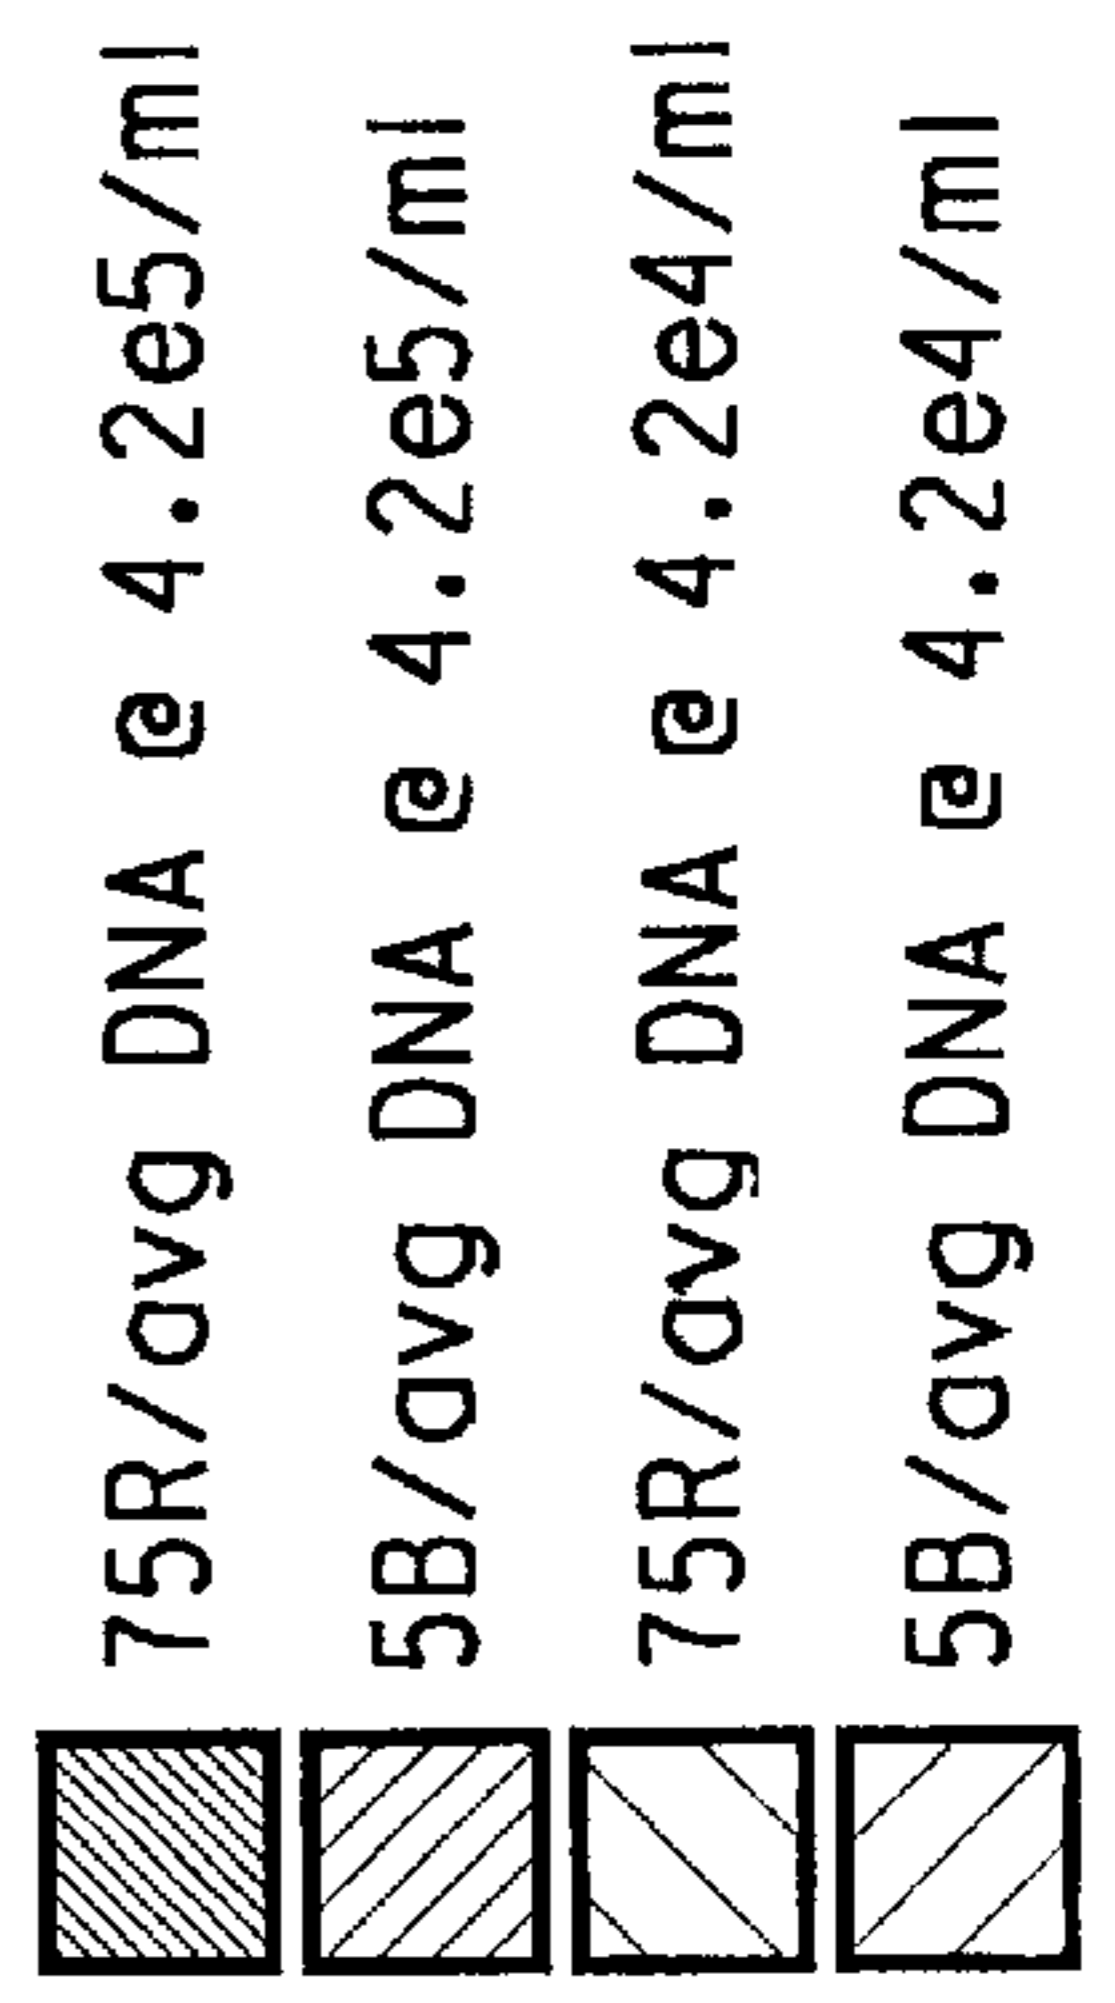 75R/avg DNA @ 4.2e5/ml
5B/avg DNA @ 4.2e5/ml
75R/avg DNA @ 4.2e4/ml
5B/avg DNA @ 4.2e4/ml